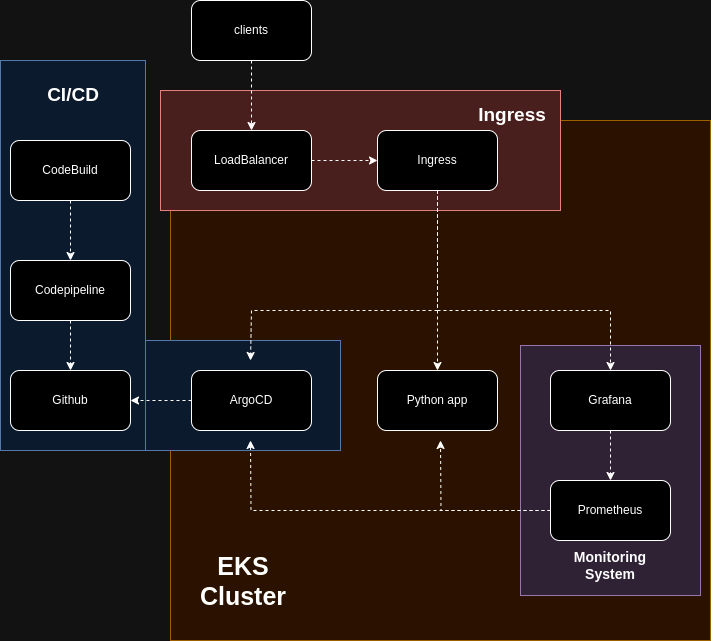 clients
CI/CD
Ingress
LoadBalancer
Ingress
CodeBuild
Codepipeline
Github
ArgoCD
Python app
Grafana
Prometheus
Monitoring
System
EKS
Cluster